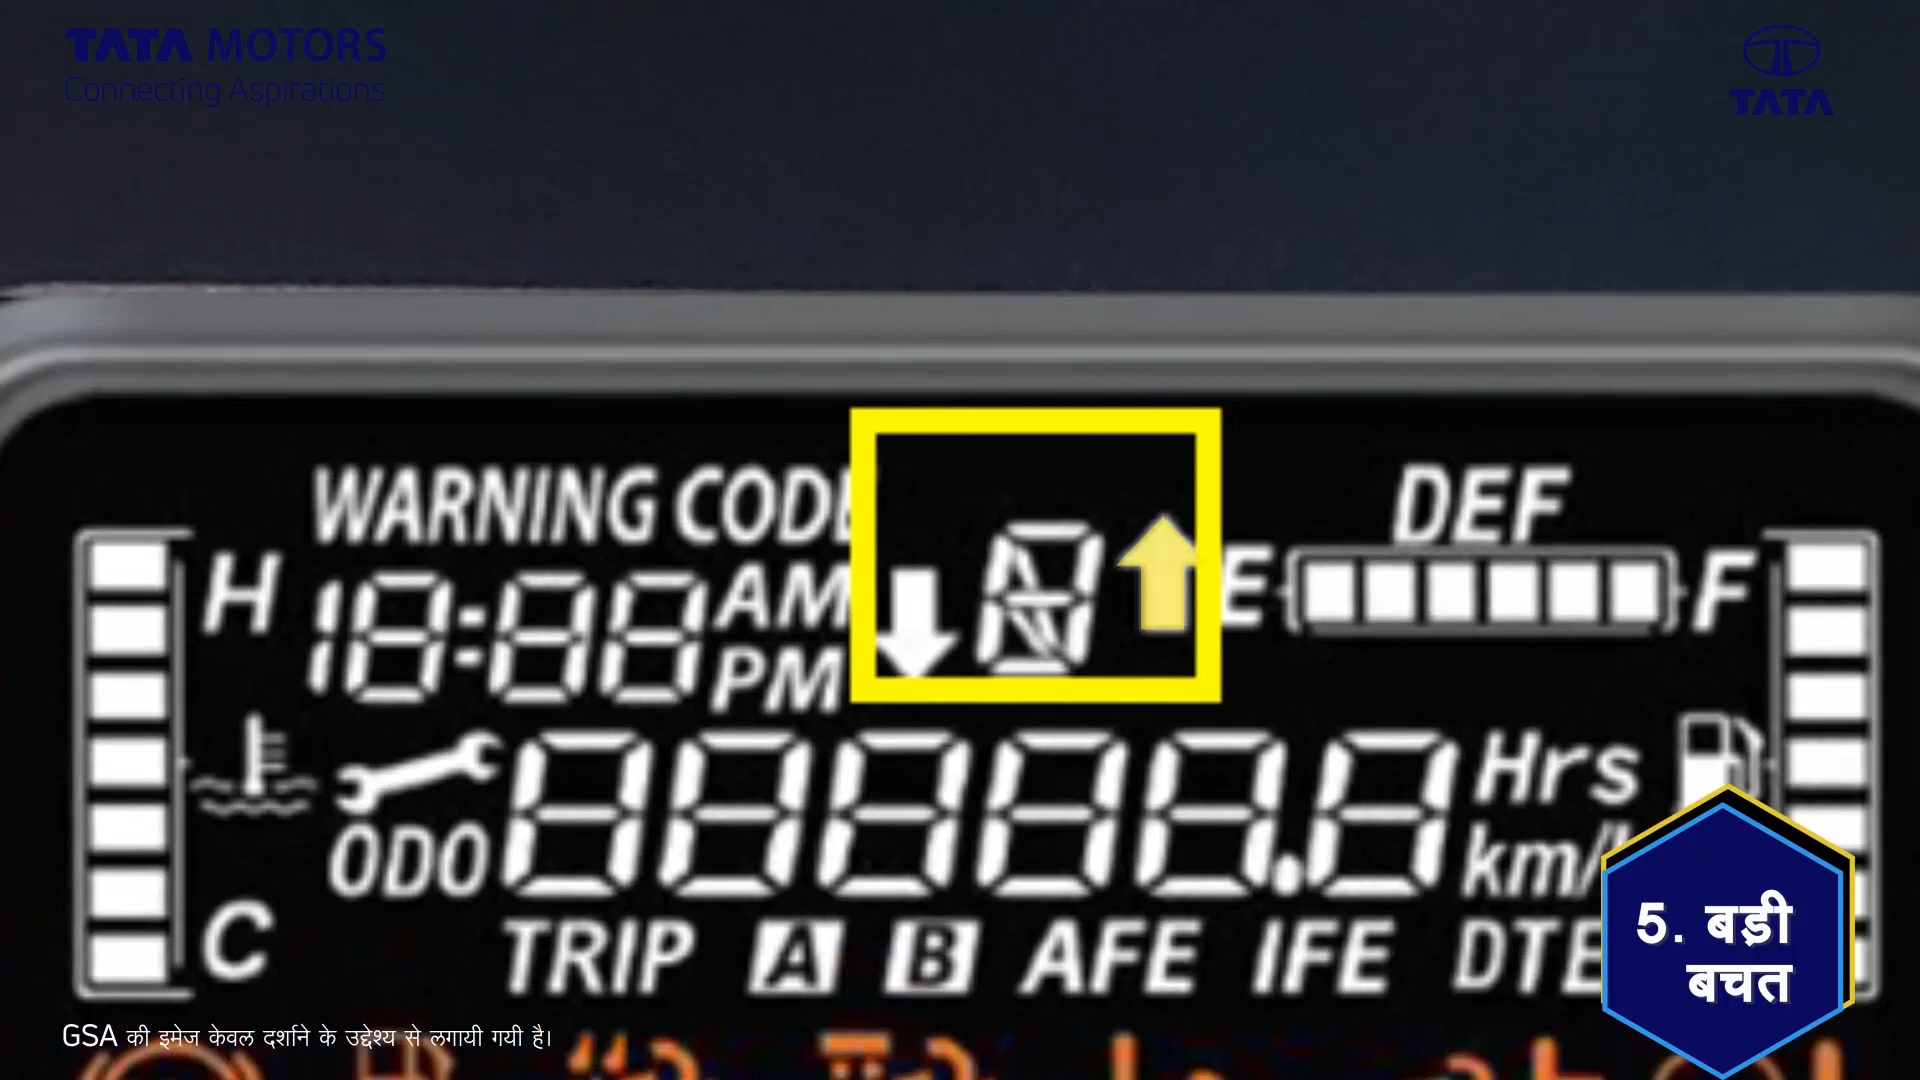 TATA MOTORS
Connecting Aspirations
TATA
WARNING CODE
DEF
H
18:88
AM
PM
8
E
F
ODO
888888.8
Hrs
km/
C
TRIP A B AFE IFE DTE
5. बड़ी
बचत
GSA की इमेज केवल दर्शाने के उद्देश्य से लगायी गयी है।